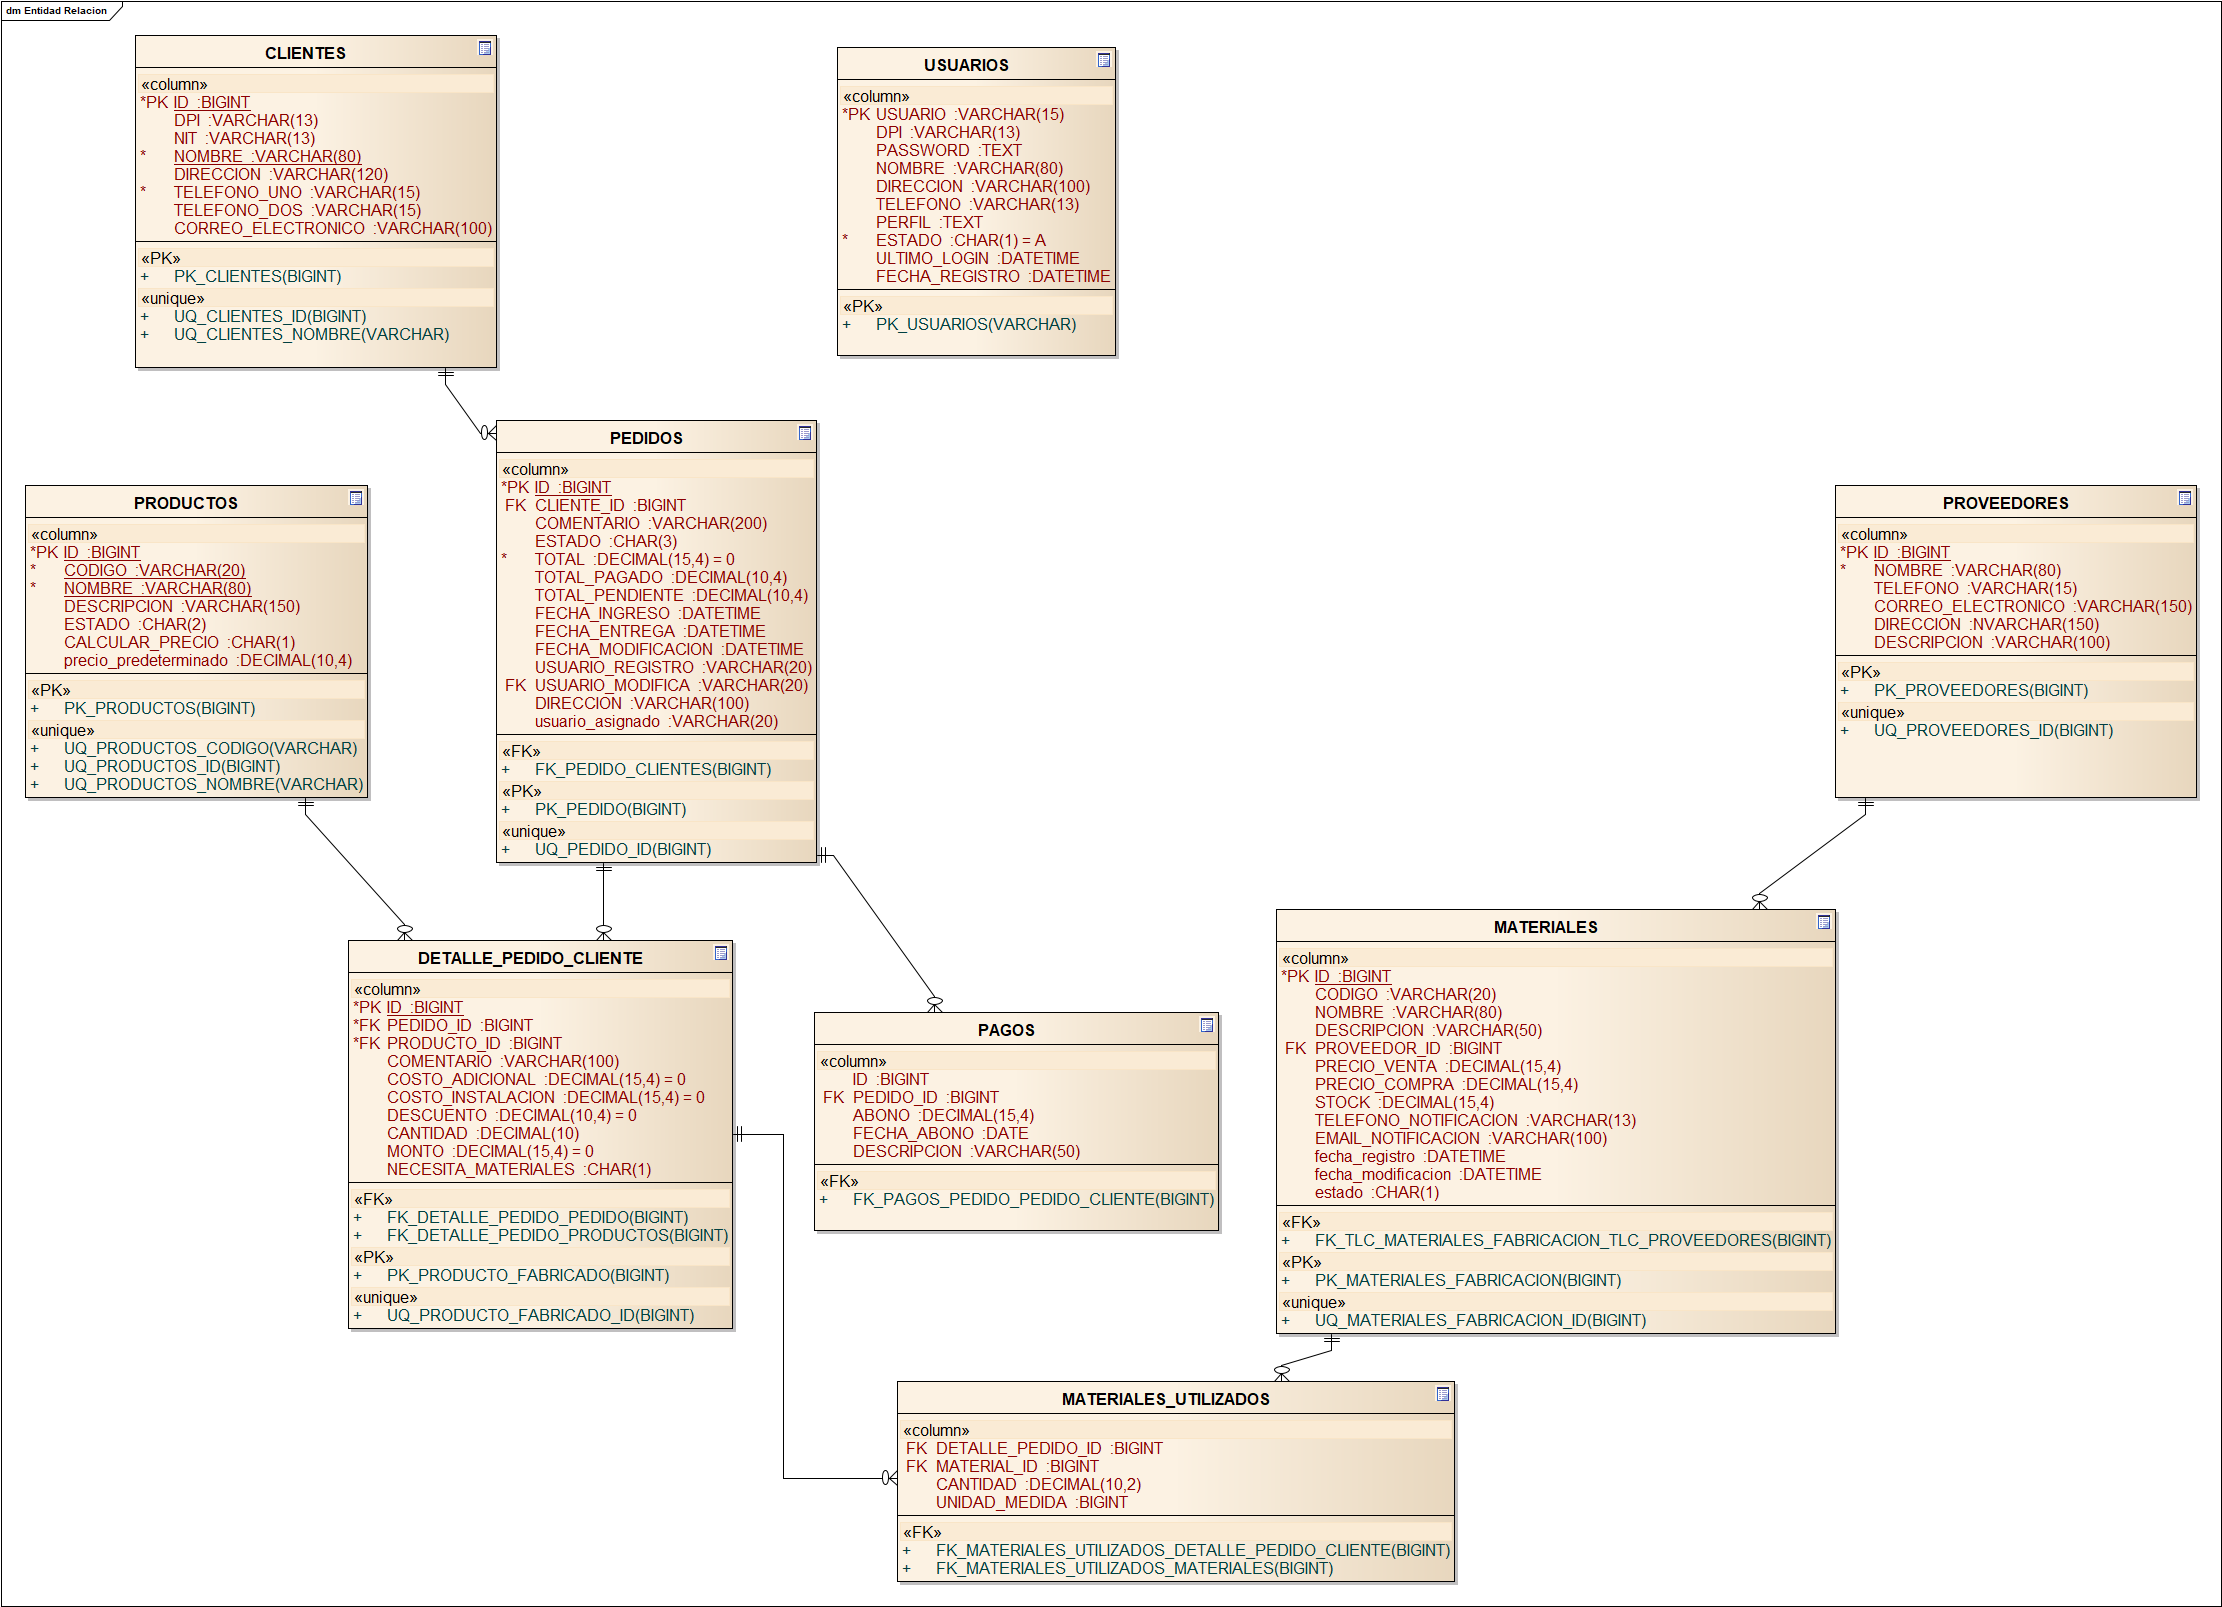 dm Entidad Relacion
CLIENTES
«column»
*PK ID :BIGINT
DPI :VARCHAR(13)
NIT :VARCHAR(13)
* NOMBRE :VARCHAR(80)
DIRECCION :VARCHAR(120)
* TELEFONO_UNO :VARCHAR(15)
TELEFONO_DOS :VARCHAR(15)
CORREO_ELECTRONICO :VARCHAR(100)
«PK»
+ PK_CLIENTES(BIGINT)
«unique»
+ UQ_CLIENTES_ID(BIGINT)
+ UQ_CLIENTES_NOMBRE(VARCHAR)
USUARIOS
«column»
*PK USUARIO :VARCHAR(15)
DPI :VARCHAR(13)
PASSWORD :TEXT
NOMBRE :VARCHAR(80)
DIRECCION :VARCHAR(100)
TELEFONO :VARCHAR(13)
PERFIL :TEXT
* ESTADO :CHAR(1) = A
ULTIMO_LOGIN :DATETIME
FECHA_REGISTRO :DATETIME
«PK»
+ PK_USUARIOS(VARCHAR)
PEDIDOS
«column»
*PK ID :BIGINT
FK CLIENTE_ID :BIGINT
COMENTARIO :VARCHAR(200)
ESTADO :CHAR(3)
* TOTAL :DECIMAL(15,4) = 0
TOTAL_PAGADO :DECIMAL(10,4)
TOTAL_PENDIENTE :DECIMAL(10,4)
FECHA_INGRESO :DATETIME
FECHA_ENTREGA :DATETIME
FECHA_MODIFICACION :DATETIME
USUARIO_REGISTRO :VARCHAR(20)
FK USUARIO_MODIFICA :VARCHAR(20)
DIRECCION :VARCHAR(100)
usuario_asignado :VARCHAR(20)
«FK»
+ FK_PEDIDO_CLIENTES(BIGINT)
«PK»
+ PK_PEDIDO(BIGINT)
«unique»
+ UQ_PEDIDO_ID(BIGINT)
PRODUCTOS
«column»
*PK ID :BIGINT
* CODIGO :VARCHAR(20)
* NOMBRE :VARCHAR(80)
DESCRIPCION :VARCHAR(150)
ESTADO :CHAR(2)
CALCULAR_PRECIO :CHAR(1)
precio_predeterminado :DECIMAL(10,4)
«PK»
+ PK_PRODUCTOS(BIGINT)
«unique»
+ UQ_PRODUCTOS_CODIGO(VARCHAR)
+ UQ_PRODUCTOS_ID(BIGINT)
+ UQ_PRODUCTOS_NOMBRE(VARCHAR)
PROVEEDORES
«column»
*PK ID :BIGINT
* NOMBRE :VARCHAR(80)
TELEFONO :VARCHAR(15)
CORREO_ELECTRONICO :VARCHAR(150)
DIRECCION :NVARCHAR(150)
DESCRIPCION :VARCHAR(100)
«PK»
+ PK_PROVEEDORES(BIGINT)
«unique»
+ UQ_PROVEEDORES_ID(BIGINT)
DETALLE_PEDIDO_CLIENTE
«column»
*PK ID :BIGINT
*FK PEDIDO_ID :BIGINT
*FK PRODUCTO_ID :BIGINT
COMENTARIO :VARCHAR(100)
COSTO_ADICIONAL :DECIMAL(15,4) = 0
COSTO_INSTALACION :DECIMAL(15,4) = 0
DESCUENTO :DECIMAL(10,4) = 0
CANTIDAD :DECIMAL(10)
MONTO :DECIMAL(15,4) = 0
NECESITA_MATERIALES :CHAR(1)
«FK»
+ FK_DETALLE_PEDIDO_PEDIDO(BIGINT)
+ FK_DETALLE_PEDIDO_PRODUCTOS(BIGINT)
«PK»
+ PK_PRODUCTO_FABRICADO(BIGINT)
«unique»
+ UQ_PRODUCTO_FABRICADO_ID(BIGINT)
PAGOS
«column»
ID :BIGINT
FK PEDIDO_ID :BIGINT
ABONO :DECIMAL(15,4)
FECHA_ABONO :DATE
DESCRIPCION :VARCHAR(50)
«FK»
+ FK_PAGOS_PEDIDO_PEDIDO_CLIENTE(BIGINT)
MATERIALES
«column»
*PK ID :BIGINT
CODIGO :VARCHAR(20)
NOMBRE :VARCHAR(80)
DESCRIPCION :VARCHAR(50)
FK PROVEEDOR_ID :BIGINT
PRECIO_VENTA :DECIMAL(15,4)
PRECIO_COMPRA :DECIMAL(15,4)
STOCK :DECIMAL(15,4)
TELEFONO_NOTIFICACION :VARCHAR(13)
EMAIL_NOTIFICACION :VARCHAR(100)
fecha_registro :DATETIME
fecha_modificacion :DATETIME
estado :CHAR(1)
«FK»
+ FK_TLC_MATERIALES_FABRICACION_TLC_PROVEEDORES(BIGINT)
«PK»
+ PK_MATERIALES_FABRICACION(BIGINT)
«unique»
+ UQ_MATERIALES_FABRICACION_ID(BIGINT)
MATERIALES_UTILIZADOS
«column»
FK DETALLE_PEDIDO_ID :BIGINT
FK MATERIAL_ID :BIGINT
CANTIDAD :DECIMAL(10,2)
UNIDAD_MEDIDA :BIGINT
«FK»
+ FK_MATERIALES_UTILIZADOS_DETALLE_PEDIDO_CLIENTE(BIGINT)
+ FK_MATERIALES_UTILIZADOS_MATERIALES(BIGINT)